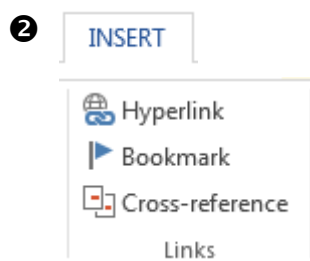 ❷ INSERT
Hyperlink
Bookmark
Cross-reference
Links